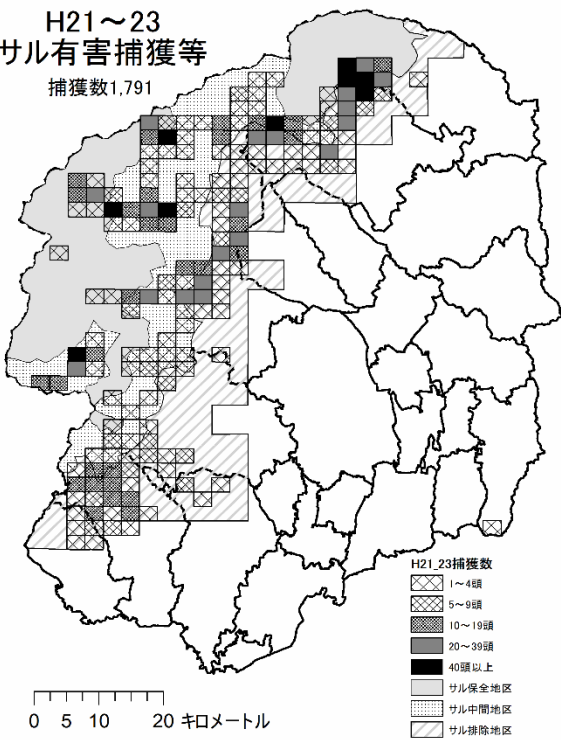 H21～23
サル有害捕獲等
捕獲数1,791
H21_23捕獲数
1～4頭
5～9頭
10～19頭
20～39頭
40頭以上
サル保全地区
サル中間地区
サル排除地区
0 5 10 20 キロメートル